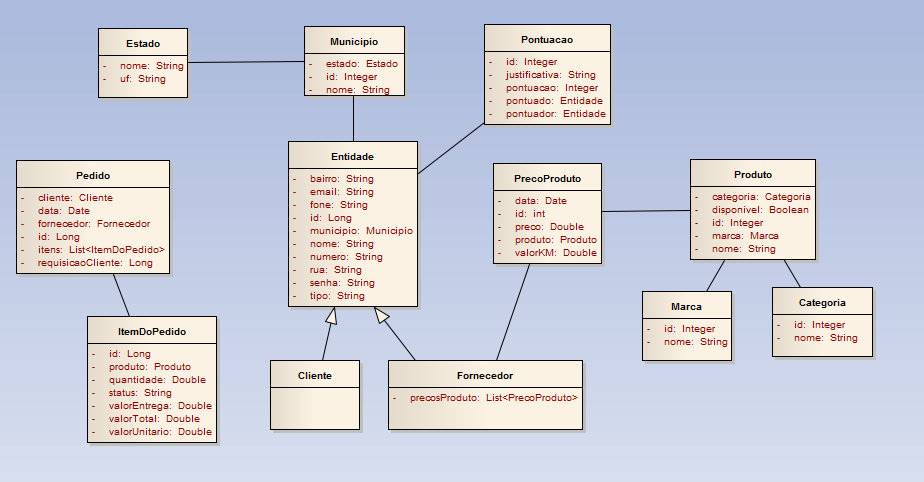 Estado
- nome: String
- uf: String
Municipio
- estado: Estado
- id: Integer
- nome: String
Pontuacao
- id: Integer
- justificativa: String
- pontuacao: Integer
- pontuado: Entidade
- pontuador: Entidade
Pedido
- cliente: Cliente
- data: Date
- fornecedor: Fornecedor
- id: Long
- itens: List<ItemDoPedido>
- requisicaoCliente: Long
Entidade
- bairro: String
- email: String
- fone: String
- id: Long
- municipio: Municipio
- nome: String
- numero: String
- rua: String
- senha: String
- tipo: String
PrecoProduto
- data: Date
- id: int
- preco: Double
- produto: Produto
- valorKM: Double
Produto
- categoria: Categoria
- disponivel: Boolean
- id: Integer
- marca: Marca
- nome: String
Marca
- id: Integer
- nome: String
Categoria
- id: Integer
- nome: String
ItemDoPedido
- id: Long
- produto: Produto
- quantidade: Double
- status: String
- valorEntrega: Double
- valorTotal: Double
- valorUnitario: Double
Cliente
Fornecedor
- precosProduto: List<PrecoProduto>